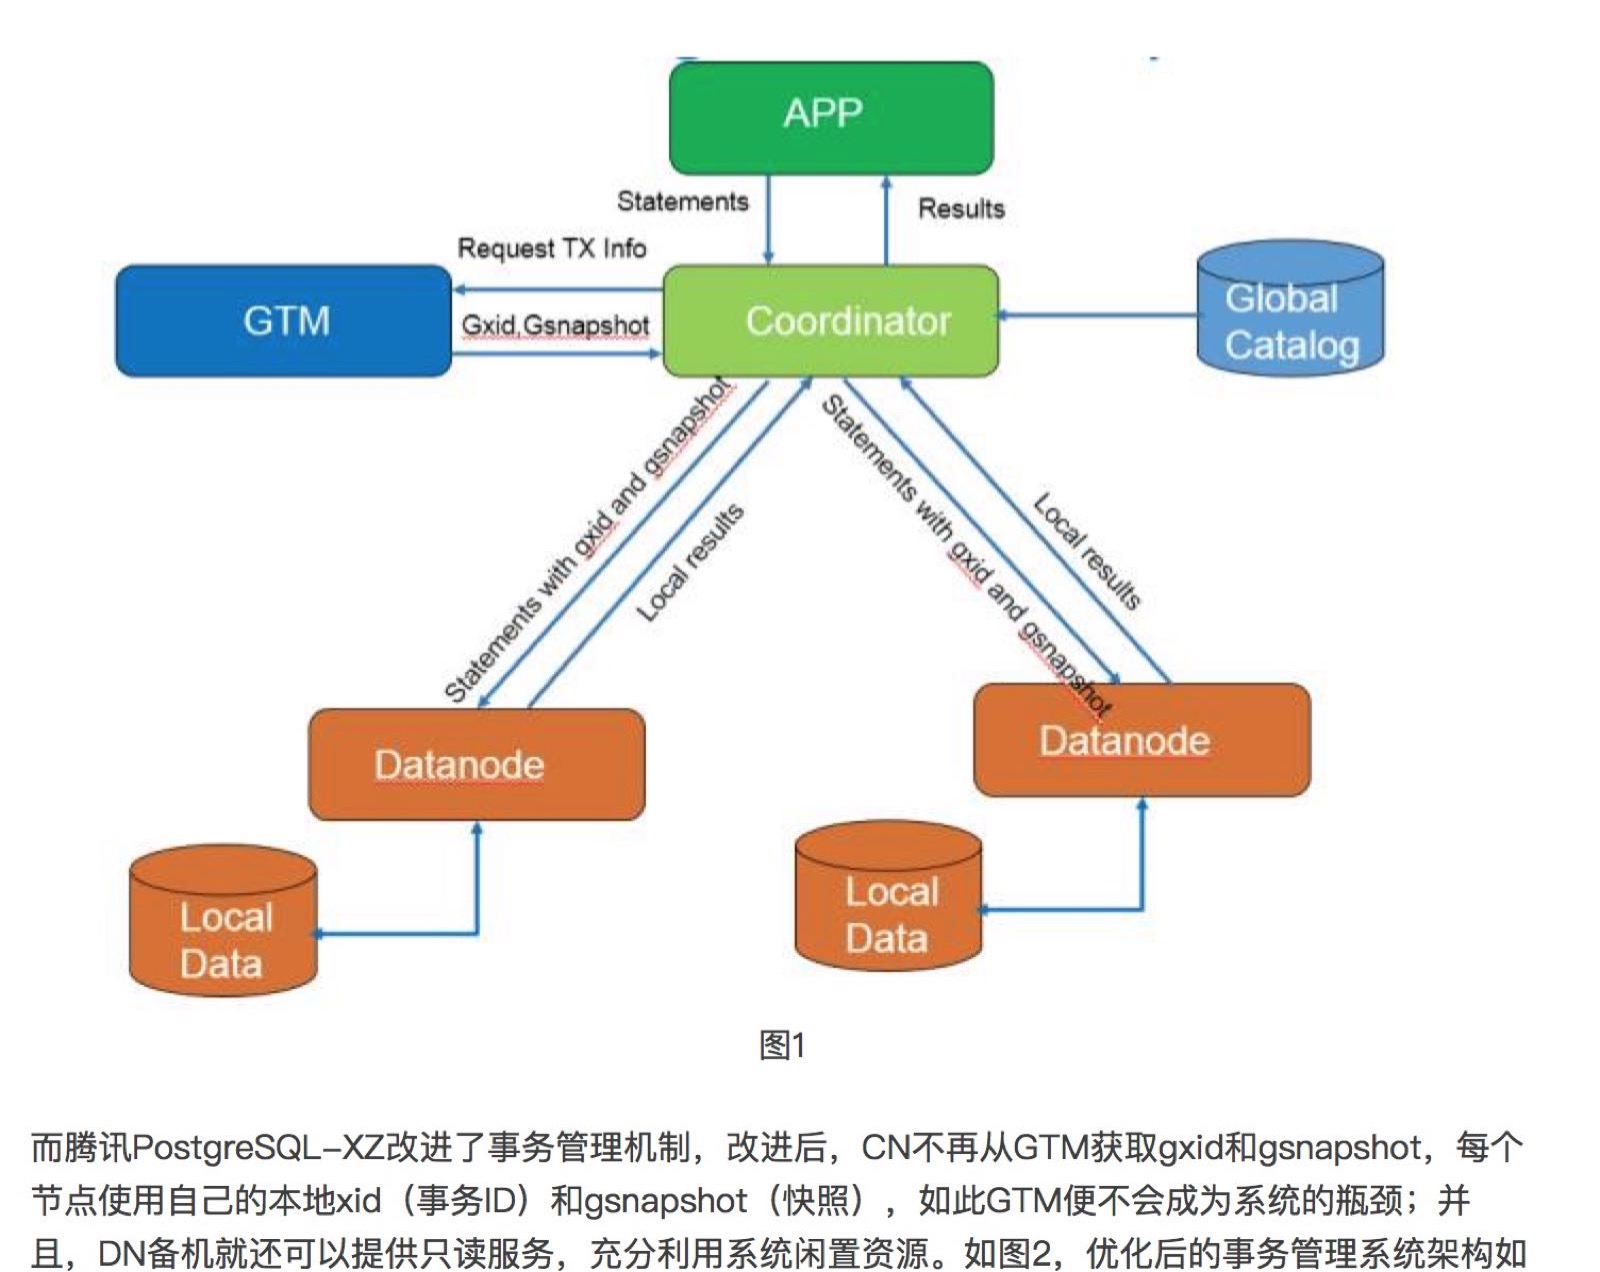 APP
Statements
Results
Request TX Info
GTM
Gxid,Gsnapshot
Coordinator
Global
Catalog
Statements with gxid and gsnapshot
Local results
Statements with gxid and gsnapshot
Local results
Datanode
Datanode
Local
Data
Local
Data
图1
而腾讯PostgreSQL-XZ改进了事务管理机制，改进后，CN不再从GTM获取gxid和gsnapshot，每个
节点使用自己的本地xid（事务ID）和gsnapshot（快照），如此GTM便不会成为系统的瓶颈；并
且，DN备机就还可以提供只读服务，充分利用系统闲置资源。如图2，优化后的事务管理系统架构如